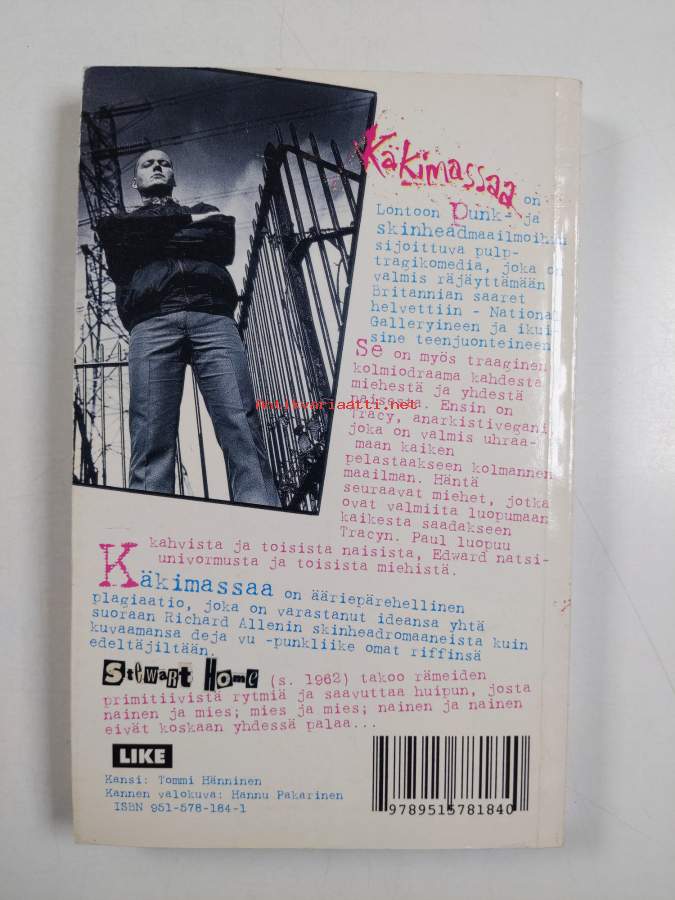 Käkimassaa on
Lontoon punk- ja
skinheadmaailmoihin
sijoittuva pulp-
tragikomedia, joka on
valmis räjäyttämään
Britannian saaret
helvettiin - National
Galleryineen ja ikui-
sine teenjuonteineen
Se on myös traaginen
kolmiodraama kahdesta
miehestä ja yhdestä
naisesta. Ensin on
Tracy, anarkistivegani,
joka on valmis uhraa-
maan kaiken
pelastaakseen kolmannen
maailman. Häntä
seuraavat miehet, jotka
ovat valmiita luopumaan
kaikesta saadakseen
Tracyn. Paul luopuu
kahvista ja toisista naisista, Edward natsi-
univormusta ja toisista miehistä.
Käkimassaa on ääriepärehellinen
plagiaatio, joka on varastanut ideansa yhtä
suoraan Richard Allenin skinheadromaaneista kuin
kuvaamansa deja vu -punkliike omat riffinsä
edeltäjiltään.
Stewart Home (s. 1962) takoo rämeiden
primitiivistä rytmiä ja saavuttaa huipun, josta
nainen ja mies; mies ja mies; nainen ja nainen
eivät koskaan yhdessä palaa...
LIKE
Kansi: Tommi Hänninen
Kannen valokuva: Hannu Pakarinen
ISBN 951-578-184-1
9789515781840
Antikvariaatti.net